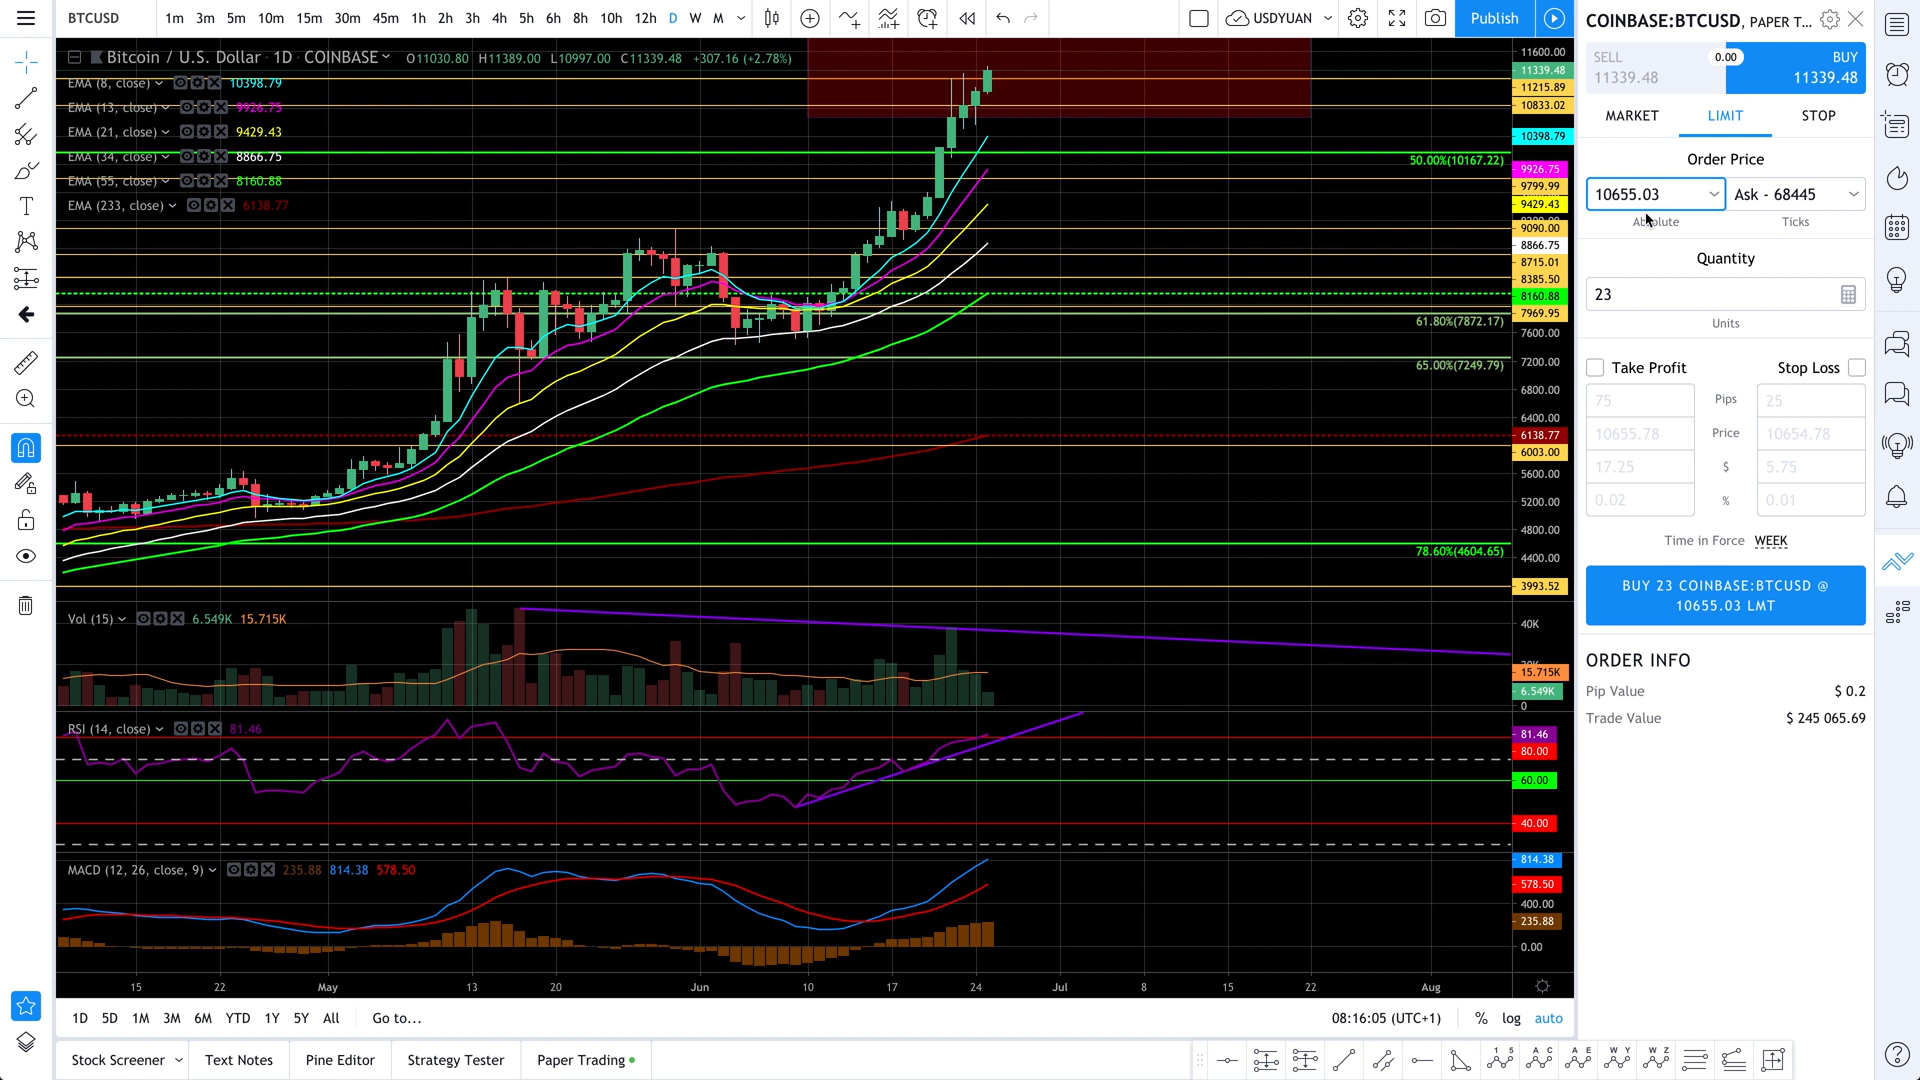 BTCUSD 1m 3m 5m 10m 15m 30m 45m 1h 2h 3h 4h 5h 6h 8h 10h 12h D W M USDYUAN Publish
COINBASE:BTCUSD, PAPER T...
Bitcoin / U.S. Dollar 1D COINBASE O11030.80 H11389.00 L10997.00 C11339.48 +307.16 (+2.78%)
EMA (8, close) 10398.79
EMA (13, close) 9926.75
EMA (21, close) 9429.43
EMA (34, close) 8866.75
EMA (55, close) 8160.88
EMA (233, close) 6138.77
50.00%(10167.22)
61.80%(7872.17)
65.00%(7249.79)
78.60%(4604.65)
11600.00
11339.48
11215.89
10833.02
10398.79
9926.75
9799.99
9429.43
9090.00
8866.75
8715.01
8385.50
8160.88
7969.95
7600.00
7200.00
6800.00
6400.00
6138.77
6003.00
5600.00
5200.00
4800.00
4400.00
3993.52
Vol (15) 6.549K 15.715K
40K
15.715K
6.549K
0
RSI (14, close) 81.46
81.46
80.00
60.00
40.00
MACD (12, 26, close, 9) 235.88 814.38 578.50
814.38
578.50
400.00
235.88
0.00
15 22 May 13 20 Jun 10 17 24 Jul 8 15 22 Aug
1D 5D 1M 3M 6M YTD 1Y 5Y All Go to... 08:16:05 (UTC+1) % log auto
Stock Screener Text Notes Pine Editor Strategy Tester Paper Trading
SELL 0.00 BUY
11339.48 11339.48
MARKET LIMIT STOP
Order Price
10655.03 Ask - 68445
Absolute Ticks
Quantity
23
Units
Take Profit Stop Loss
75 Pips 25
10655.78 Price 10654.78
17.25 $ 5.75
0.02 % 0.01
Time in Force WEEK
BUY 23 COINBASE:BTCUSD @
10655.03 LMT
ORDER INFO
Pip Value $ 0.2
Trade Value $ 245 065.69